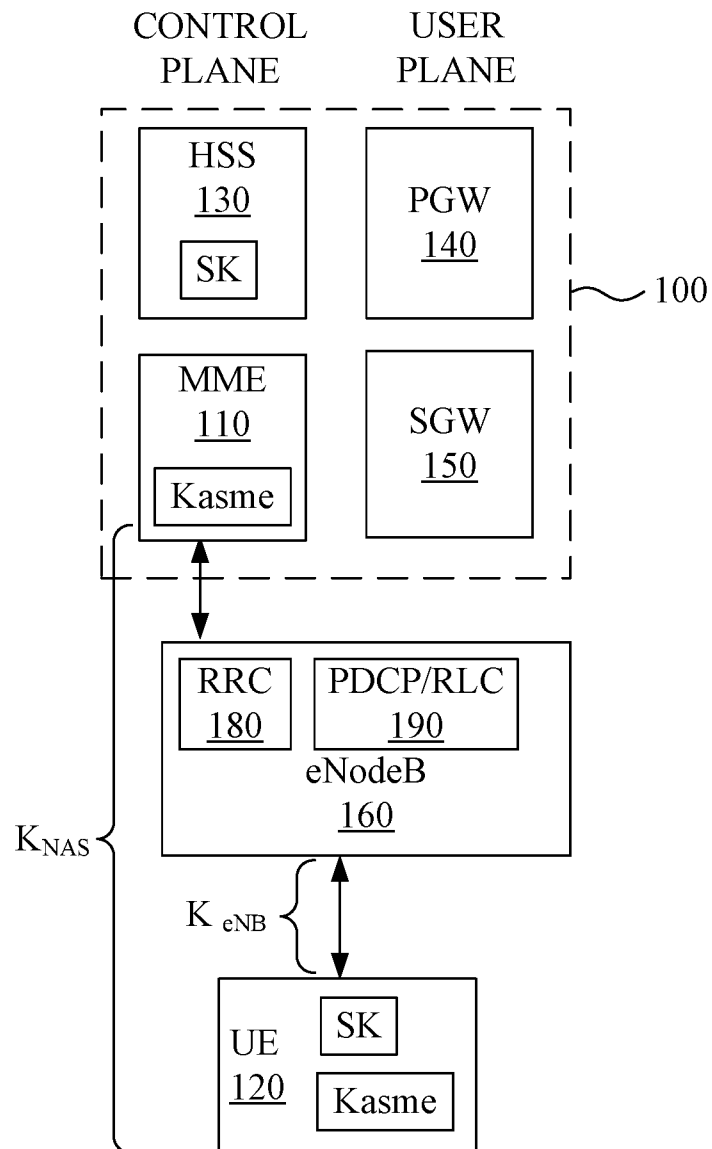 CONTROL PLANE
USER PLANE
HSS
130
SK
PGW
140
100
MME
110
Kasme
SGW
150
RRC
180
PDCP/RLC
190
eNodeB
160
KNAS
K eNB
UE
120
SK
Kasme